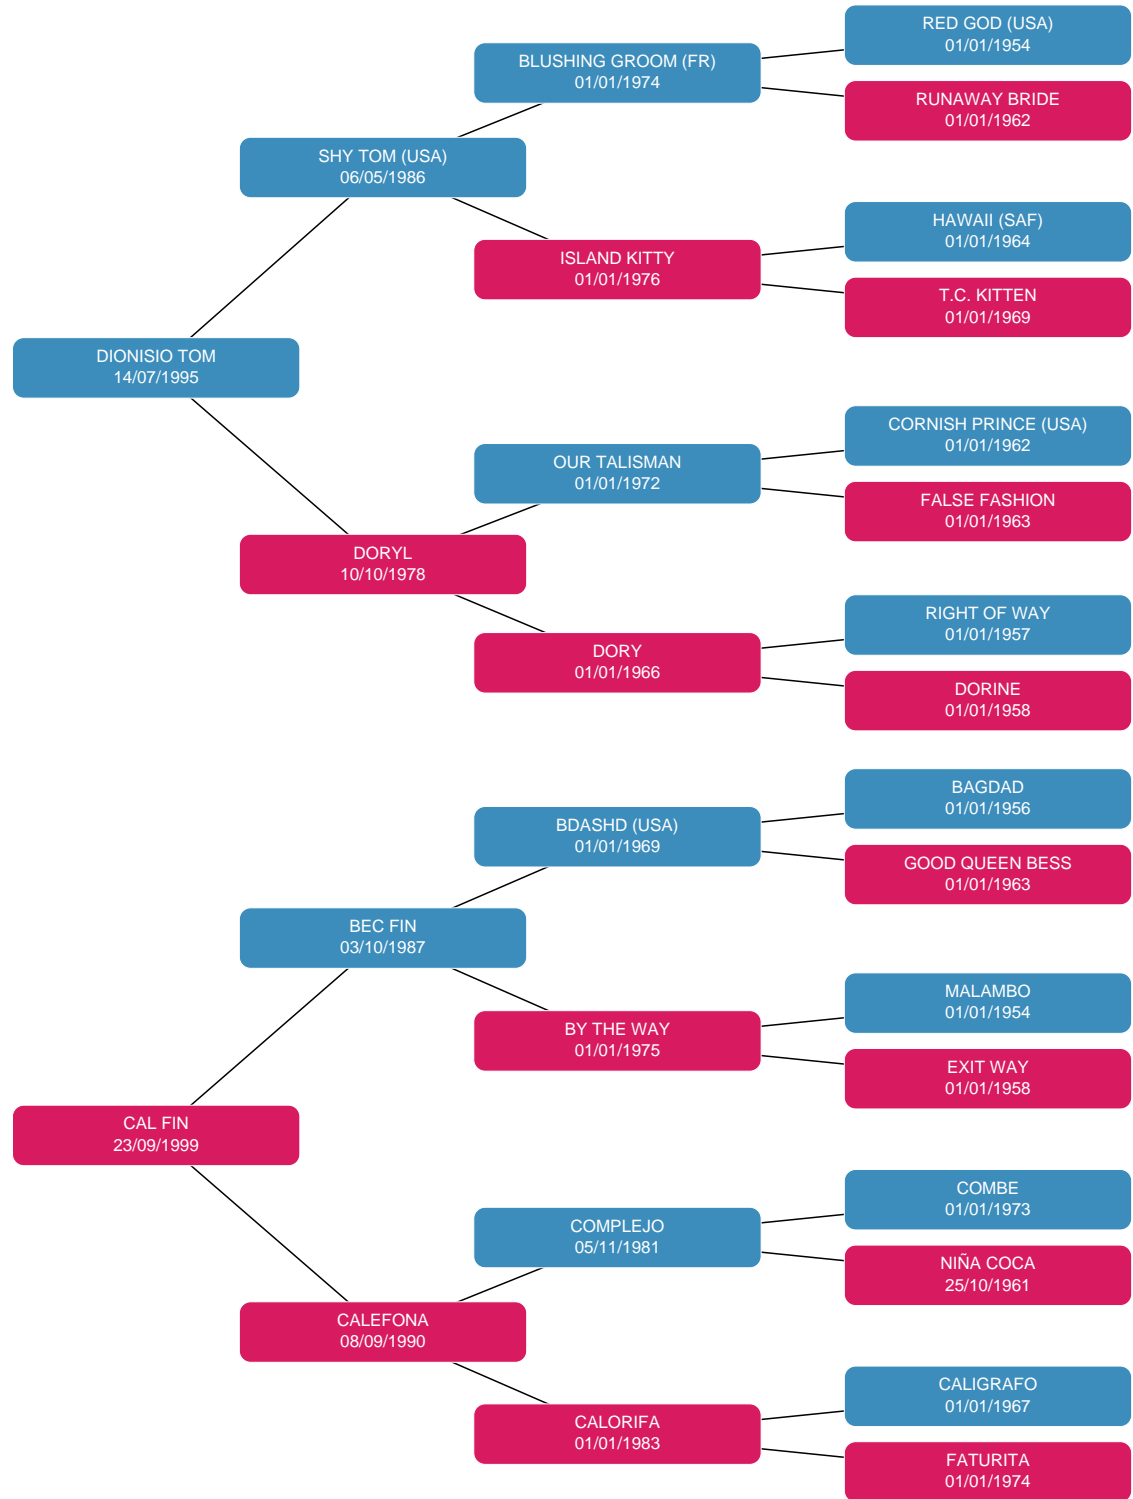 RED GOD (USA)
01/01/1954
BLUSHING GROOM (FR)
01/01/1974
RUNAWAY BRIDE
01/01/1962
SHY TOM (USA)
06/05/1986
HAWAII (SAF)
01/01/1964
ISLAND KITTY
01/01/1976
T.C. KITTEN
01/01/1969
DIONISIO TOM
14/07/1995
CORNISH PRINCE (USA)
01/01/1962
OUR TALISMAN
01/01/1972
FALSE FASHION
01/01/1963
DORYL
10/10/1978
RIGHT OF WAY
01/01/1957
DORY
01/01/1966
DORINE
01/01/1958
BAGDAD
01/01/1956
BDASHD (USA)
01/01/1969
GOOD QUEEN BESS
01/01/1963
BEC FIN
03/10/1987
MALAMBO
01/01/1954
BY THE WAY
01/01/1975
EXIT WAY
01/01/1958
CAL FIN
23/09/1999
COMBE
01/01/1973
COMPLEJO
05/11/1981
NIÑA COCA
25/10/1961
CALEFONA
08/09/1990
CALIGRAFO
01/01/1967
CALORIFA
01/01/1983
FATURITA
01/01/1974